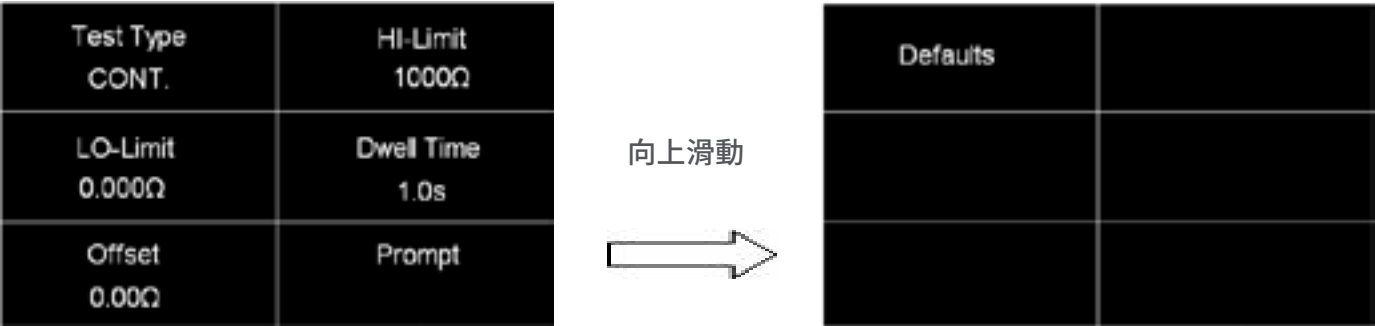 Test Type
CONT.
HI-Limit
1000Ω
LO-Limit
0.000Ω
Dwell Time
1.0s
Offset
0.00Ω
Prompt
向上滑動
Defaults